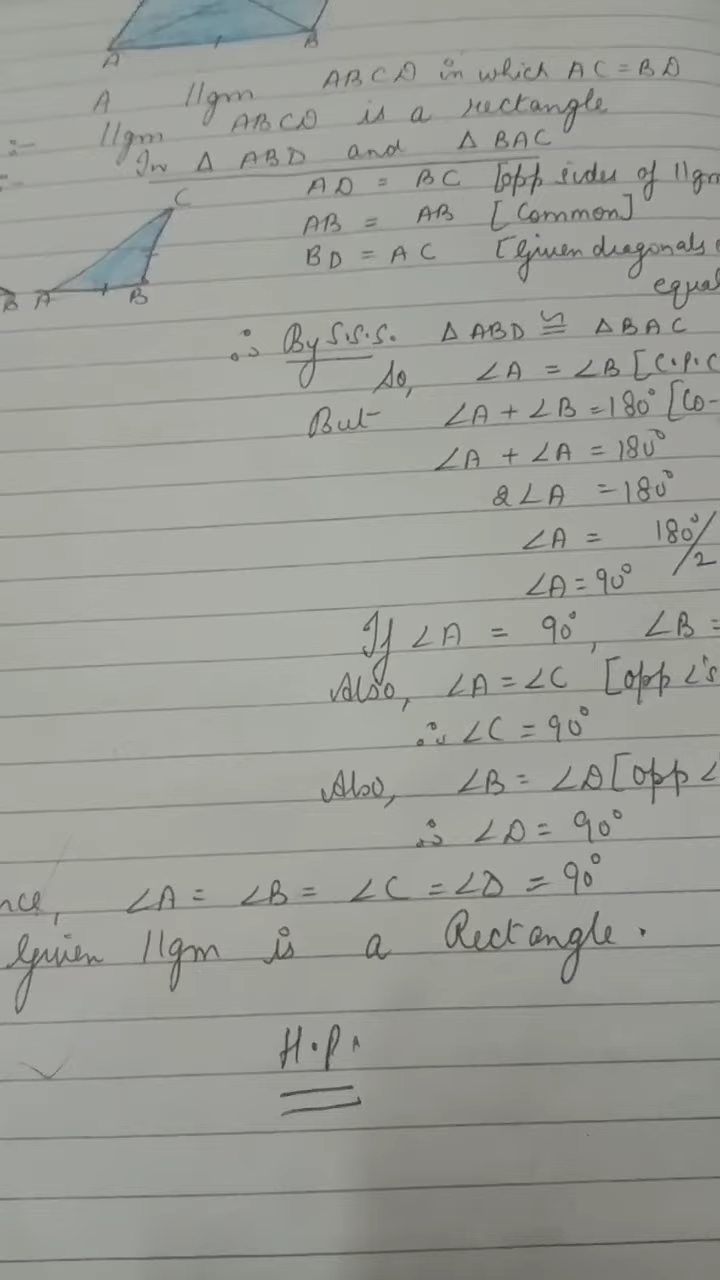 A B
A ||gm ABCD in which AC = BD
:- ||gm ABCD is a rectangle
:- In Δ ABD and Δ BAC
AD = BC [opp sides of ||gm
C
AB = AB [Common]
BD = AC [Given diagonals
B A B
equal
∴ By S.S.S. Δ ABD ≅ Δ BAC
So, ∠A = ∠B [C.P.C
But ∠A + ∠B = 180° [Co-
∠A + ∠A = 180°
2∠A = 180°
∠A = 180°/2
∠A = 90°
If ∠A = 90°, ∠B =
Also, ∠A = ∠C [opp ∠'s
∴ ∠C = 90°
Also, ∠B = ∠D [opp ∠
∴ ∠D = 90°
nce, ∠A = ∠B = ∠C = ∠D = 90°
Given ||gm is a Rectangle.
H.P.